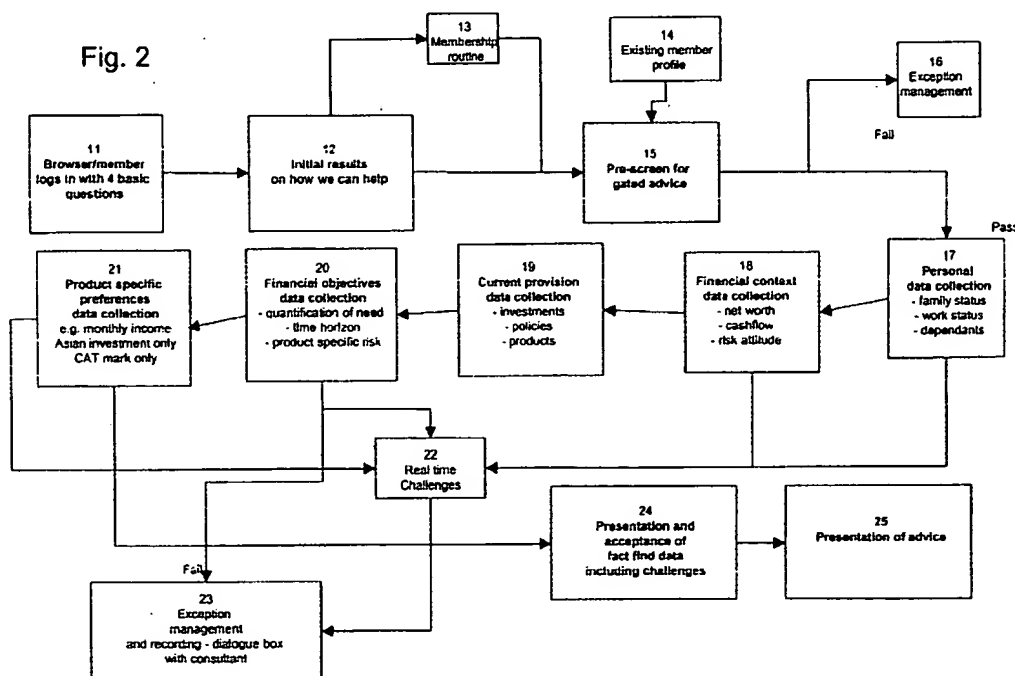 Fig. 2
13
Membership
routine
14
Existing member
profile
16
Exception
management
11
Browser/member
logs in with 4 basic
questions
12
Initial results
on how we can help
15
Pre-screen for
gated advice
Fail
Pass
21
Product specific
preferences
data collection
e.g. monthly income
Asian investment only
CAT mark only
20
Financial objectives
data collection
- quantification of need
- time horizon
- product specific risk
19
Current provision
data collection
- investments
- policies
- products
18
Financial context
data collection
- net worth
- cashflow
- risk attitude
17
Personal
data collection
- family status
- work status
- dependants
22
Real time
Challenges
24
Presentation and
acceptance of
fact find data
including challenges
25
Presentation of advice
Fail
23
Exception
management
and recording - dialogue box
with consultant